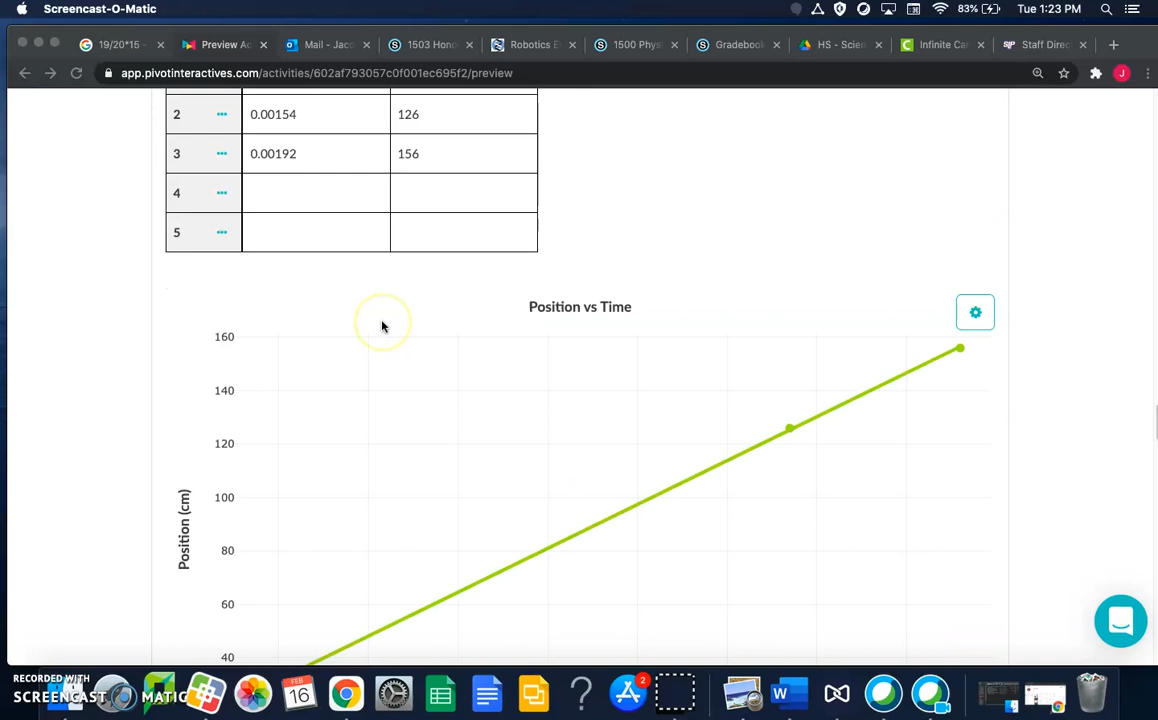 Screencast-O-Matic
83%
Tue 1:23 PM
19/20*15 -
Preview Ac
Mail - Jaco
1503 Hono
Robotics E
1500 Physi
Gradebook
HS - Scien
Infinite Car
Staff Direc
app.pivotinteractives.com/activities/602af793057c0f001ec695f2/preview
J
2 ... 0.00154 126
3 ... 0.00192 156
4 ...
5 ...
Position vs Time
160
140
120
100
80
60
40
Position (cm)
RECORDED WITH
SCREENCAST MATIC
FEB
16
2
W